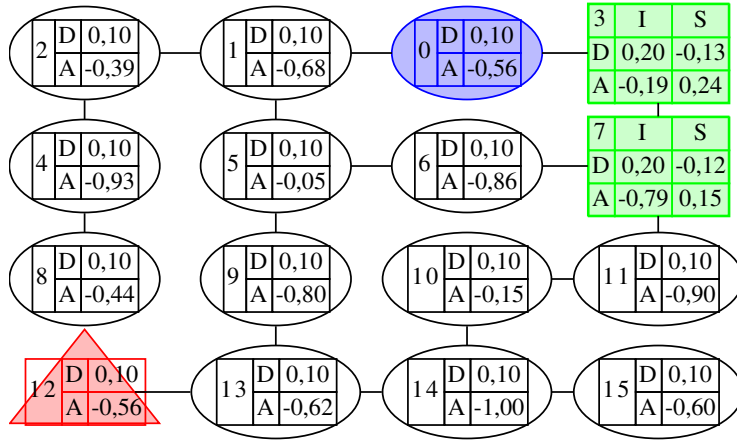 2 D 0,10 1 D 0,10 0 D 0,10 3 I S
A -0,39 A -0,68 A -0,56 D 0,20 -0,13
A -0,19 0,24
4 D 0,10 5 D 0,10 6 D 0,10 7 I S
A -0,93 A -0,05 A -0,86 D 0,20 -0,12
A -0,79 0,15
8 D 0,10 9 D 0,10 10 D 0,10 11 D 0,10
A -0,44 A -0,80 A -0,15 A -0,90
12 D 0,10 13 D 0,10 14 D 0,10 15 D 0,10
A -0,56 A -0,62 A -1,00 A -0,60